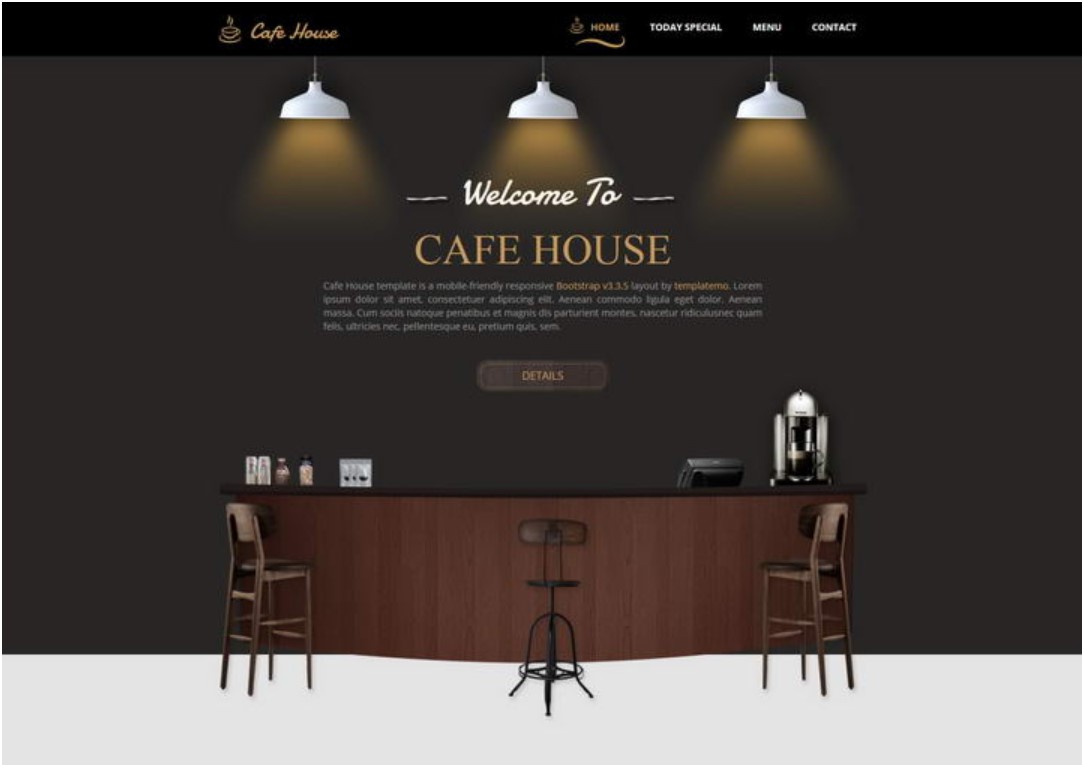 Cafe House
HOME TODAY SPECIAL MENU CONTACT
Welcome To
CAFE HOUSE
Cafe House template is a mobile-friendly responsive Bootstrap v3.3.5 layout by templatemo. Lorem
ipsum dolor sit amet, consectetuer adipiscing elit. Aenean commodo ligula eget dolor. Aenean
massa. Cum sociis natoque penatibus et magnis dis parturient montes, nascetur ridiculusnec quam
felis, ultricies nec, pellentesque eu, pretium quis, sem.
DETAILS